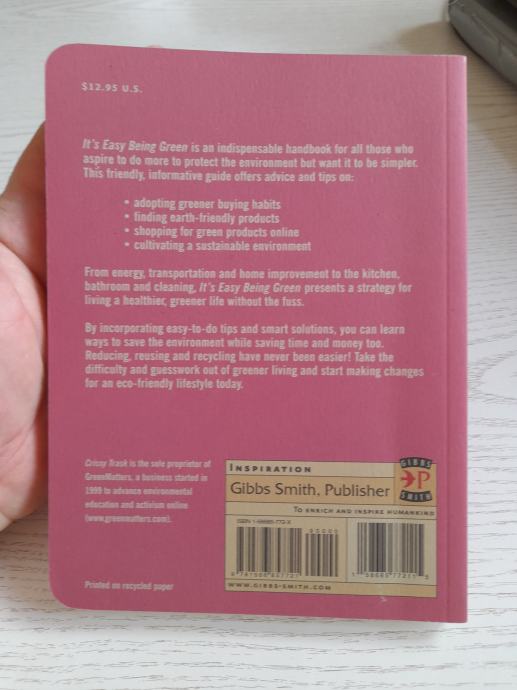 $12.95 U.S.
It's Easy Being Green is an indispensable handbook for all those who
aspire to do more to protect the environment but want it to be simpler.
This friendly, informative guide offers advice and tips on:
• adopting greener buying habits
• finding earth-friendly products
• shopping for green products online
• cultivating a sustainable environment
From energy, transportation and home improvement to the kitchen,
bathroom and cleaning, It's Easy Being Green presents a strategy for
living a healthier, greener life without the fuss.
By incorporating easy-to-do tips and smart solutions, you can learn
ways to save the environment while saving time and money too.
Reducing, reusing and recycling have never been easier! Take the
difficulty and guesswork out of greener living and start making changes
for an eco-friendly lifestyle today.
Crissy Trask is the sole proprietor of
GreenMatters, a business started in
1999 to advance environmental
education and activism online
(www.greenmatters.com).
Printed on recycled paper
INSPIRATION
Gibbs Smith, Publisher
GIBBS
P
SMITH
TO ENRICH AND INSPIRE HUMANKIND
ISBN 1-58685-772-X
WWW.GIBBS-SMITH.COM